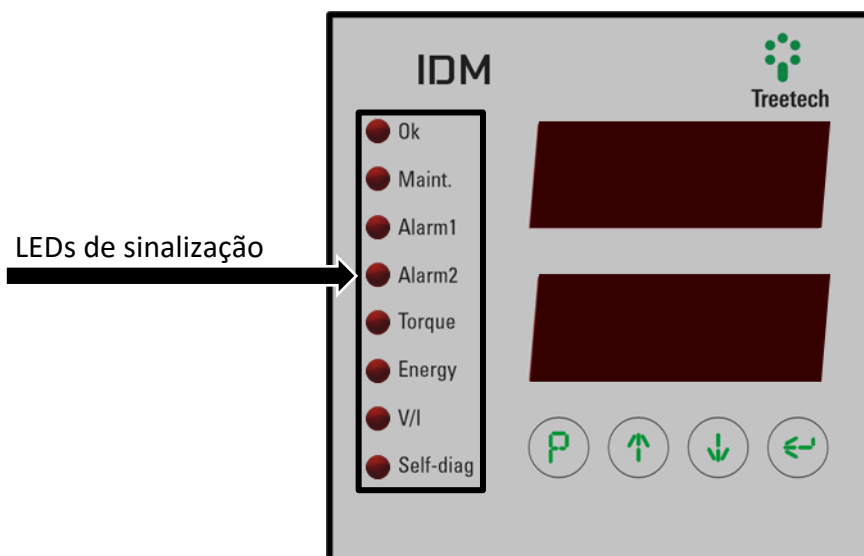 IDM
Treetech
Ok
Maint.
Alarm1
LEDs de sinalização
Alarm2
Torque
Energy
V/I
Self-diag
P